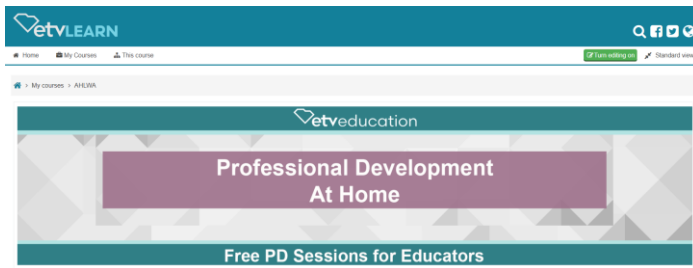 etvLEARN
Home My Courses This course
Turn editing on Standard view
My courses > AHLWA
etveducation
Professional Development
At Home
Free PD Sessions for Educators